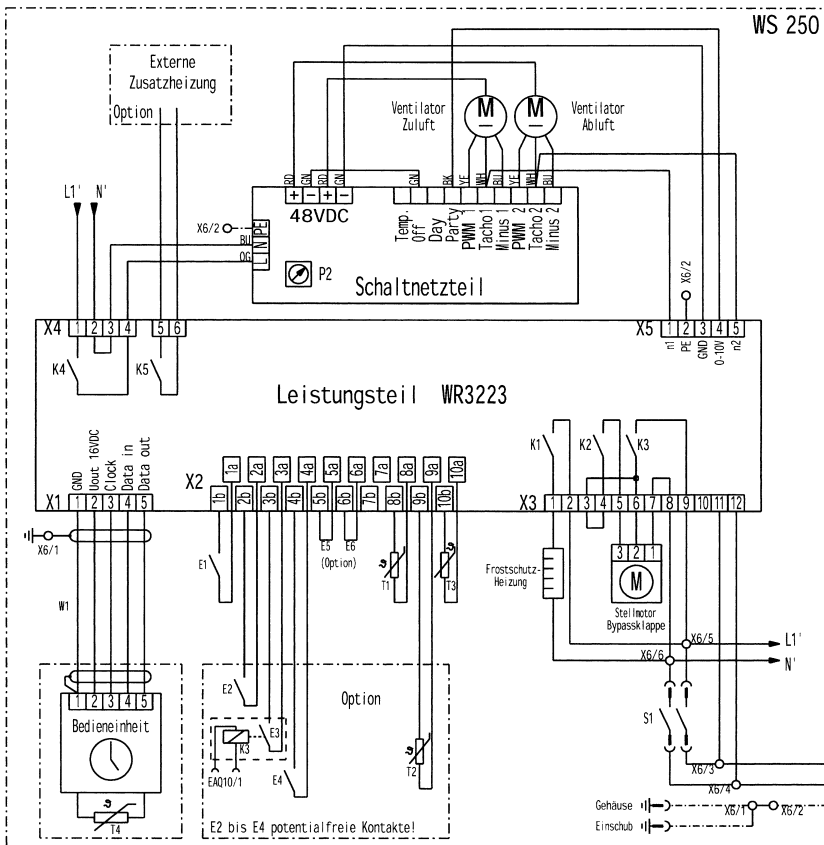 WS 250
Externe
Zusatzheizung
Option
Ventilator
Zuluft
M
M
Ventilator
Abluft
L1' N'
RD GN RD GN
GN BK YE WH BU YE WH BU
+ - + -
48VDC
Temp.
Off
Day
Party
PWM 1
Tacho 1
Minus 1
PWM 2
Tacho 2
Minus 2
X6/2
PE
BU
N
OG
L
P2
Schaltnetzteil
X6/2
X4 1 2 3 4 5 6
X5 1 2 3 4 5
n1 PE GND 0-10V n2
K4 K5
Leistungsteil WR3223
K1 K2 K3
GND
Uout 16VDC
Clock
Data in
Data out
X1 1 2 3 4 5
X2
1a 2a 3a 4a 5a 6a 7a 8a 9a 10a
1b 2b 3b 4b 5b 6b 7b 8b 9b 10b
X3 1 2 3 4 5 6 7 8 9 10 11 12
X6/1
W1
E1
E5 E6
(Option)
T1
T3
Frostschutz-
Heizung
3 2 1
M
Stellmotor
Bypassklappe
X6/5
L1'
X6/6
N'
1 2 3 4 5
Bedieneinheit
T4
E2
Option
E3
K3
EAQ10/1
E4
T2
E2 bis E4 potentialfreie Kontakte!
S1
X6/3
X6/4
Gehäuse
X6/1 X6/2
Einschub